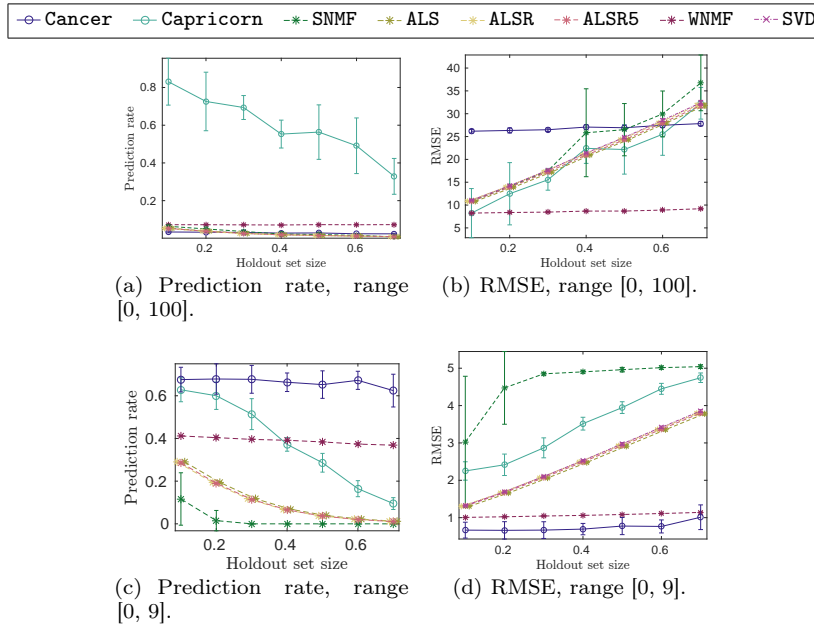 Cancer Capricorn SNMF ALS ALSR ALSR5 WNMF SVD
Prediction rate
0.8
0.6
0.4
0.2
0.2 0.4 0.6
Holdout set size
(a) Prediction rate, range
[0, 100].
RMSE
40
35
30
25
20
15
10
5
0.2 0.4 0.6
Holdout set size
(b) RMSE, range [0, 100].
Prediction rate
0.6
0.4
0.2
0
0.2 0.4 0.6
Holdout set size
(c) Prediction rate, range
[0, 9].
RMSE
5
4
3
2
1
0.2 0.4 0.6
Holdout set size
(d) RMSE, range [0, 9].